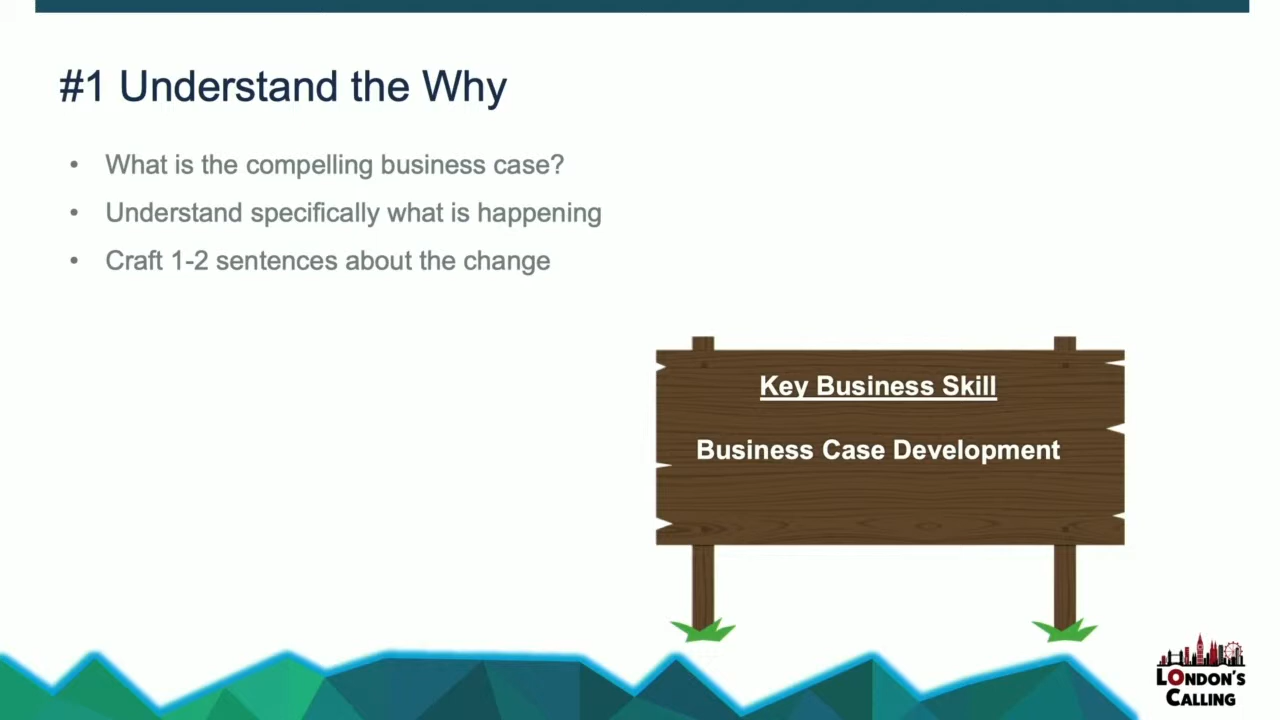 #1 Understand the Why
• What is the compelling business case?
• Understand specifically what is happening
• Craft 1-2 sentences about the change
Key Business Skill
Business Case Development
LONDON'S
CALLING